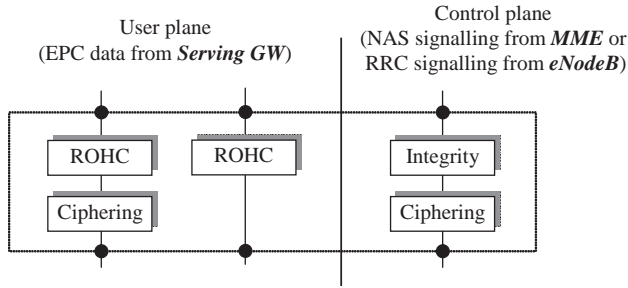 User plane
(EPC data from Serving GW)
Control plane
(NAS signalling from MME or
RRC signalling from eNodeB)
ROHC
ROHC
Integrity
Ciphering
Ciphering